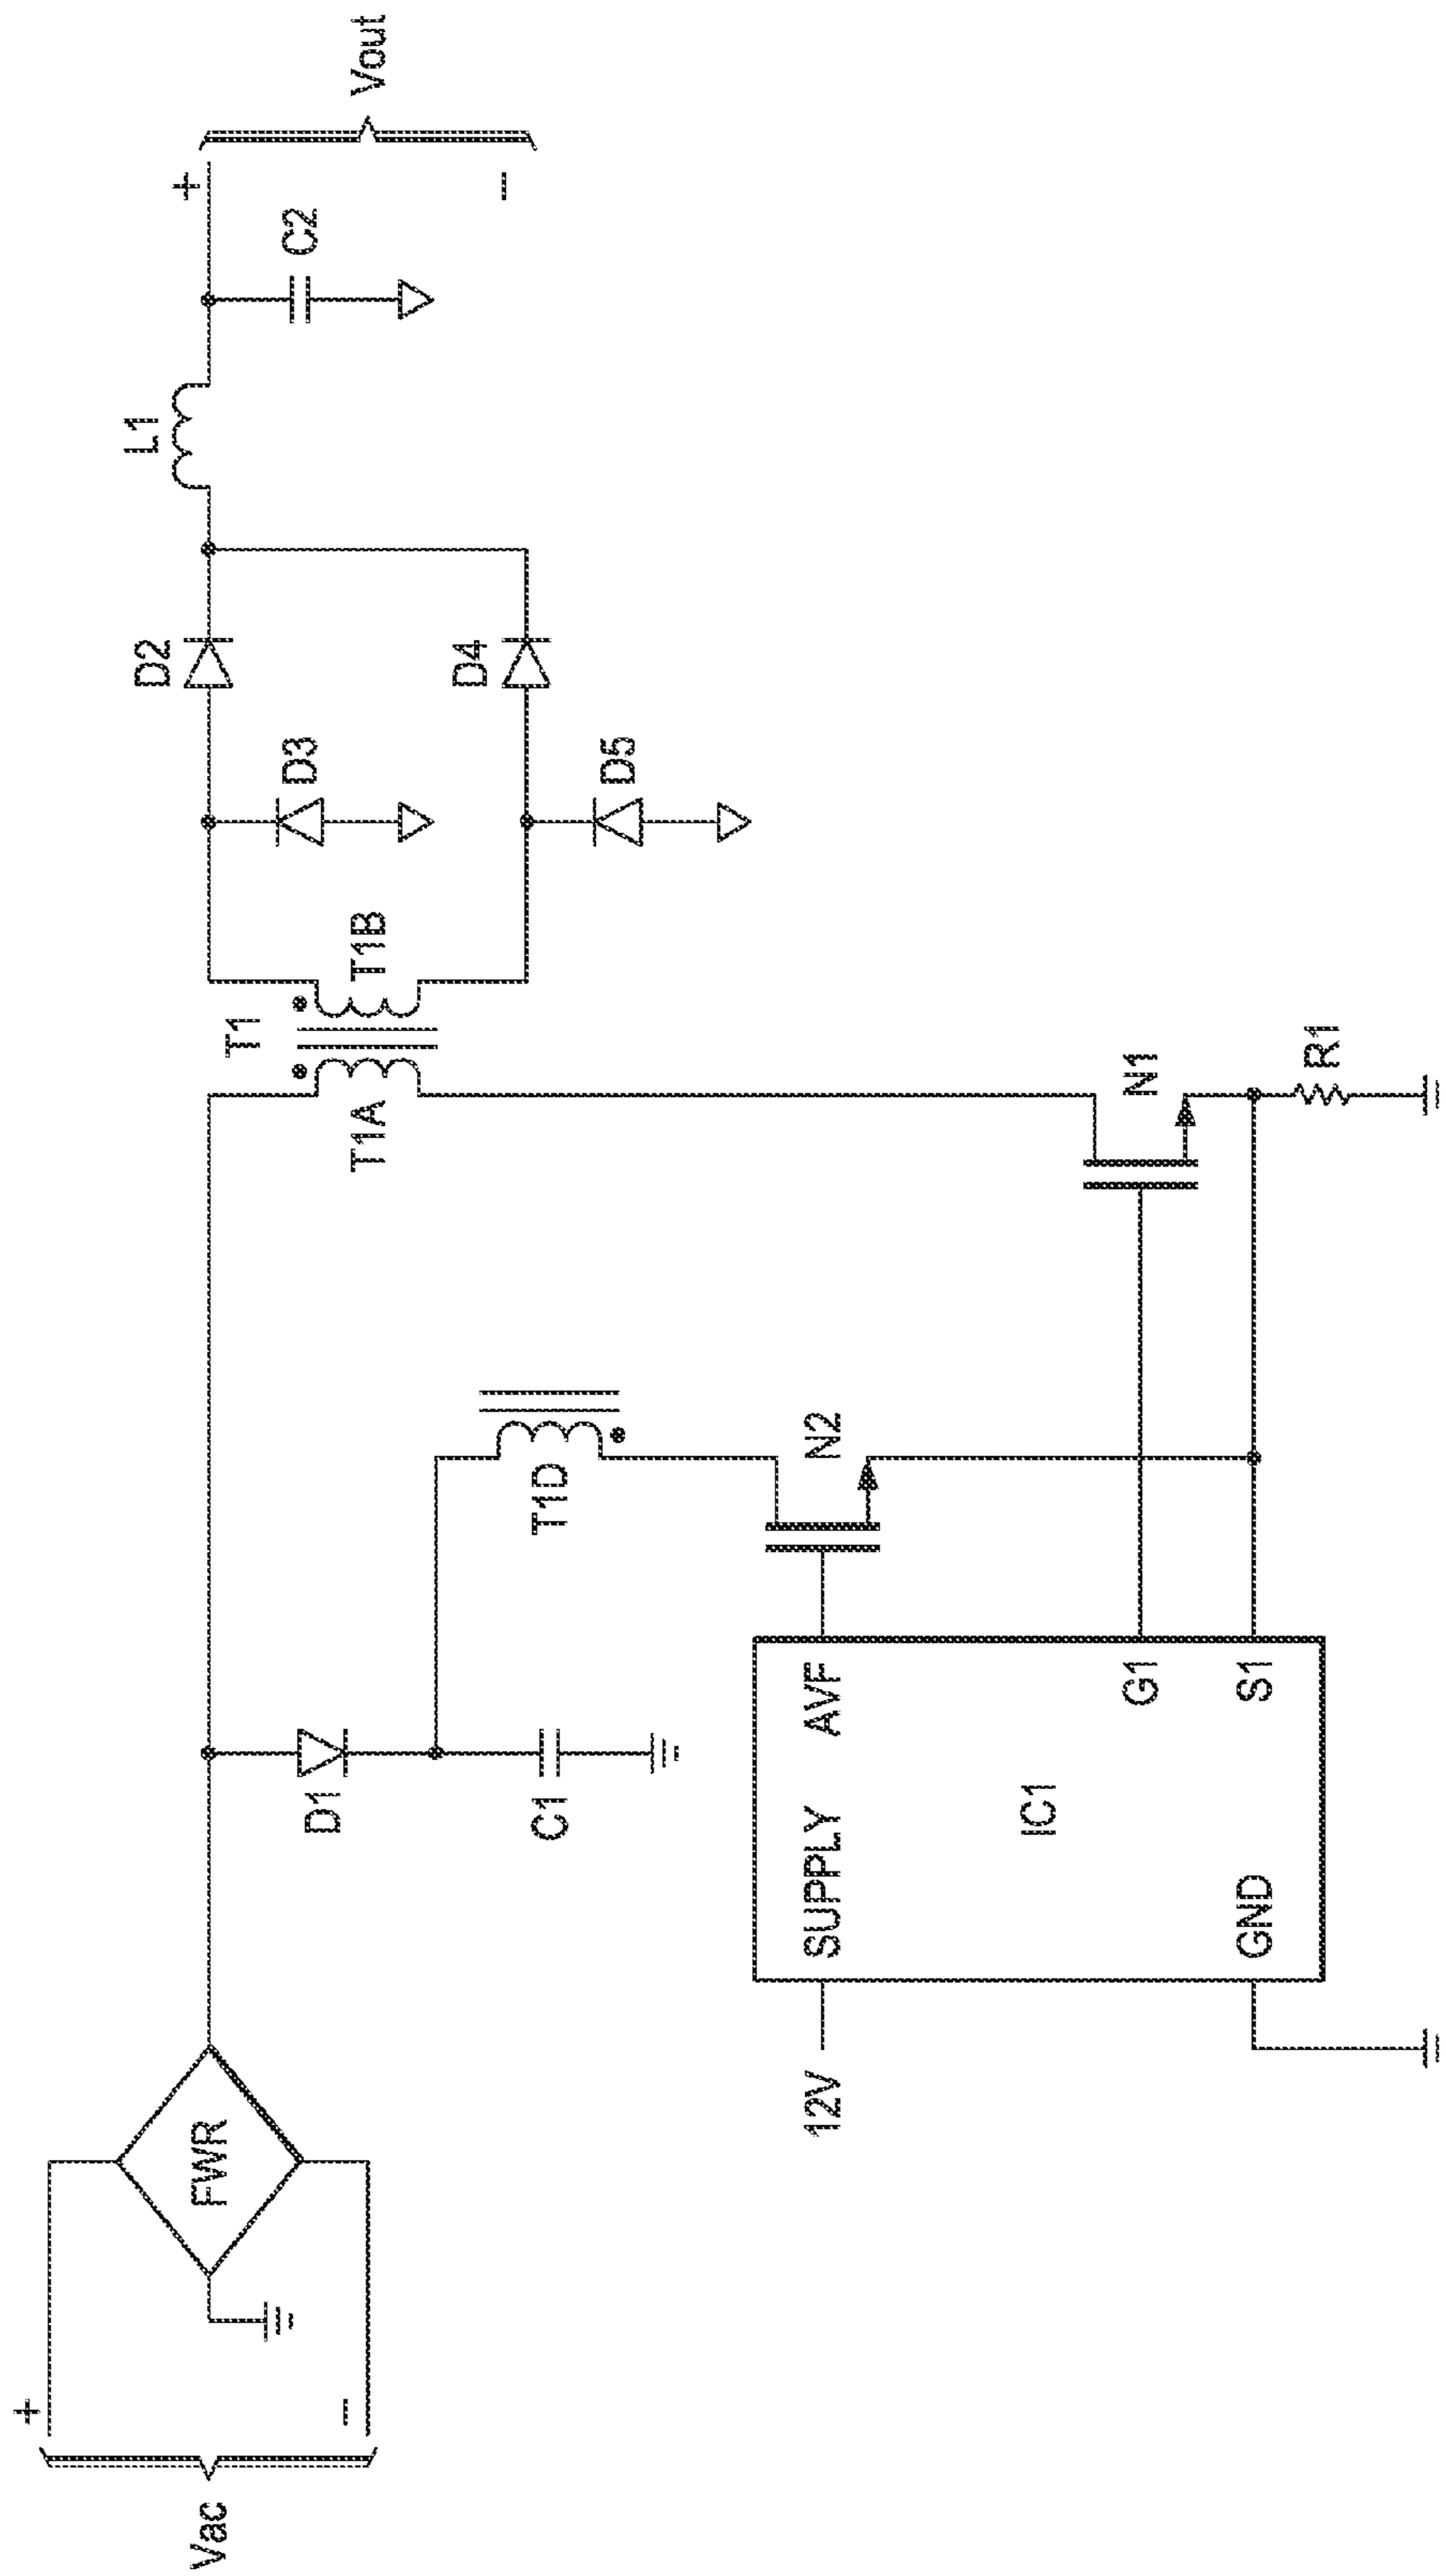 Vac
+
−
FWR
D1
C1
12V
SUPPLY
AVF
IC1
GND
G1
S1
T1D
N2
N1
R1
T1
T1A
T1B
D2
D3
D4
D5
L1
C2
+
−
Vout